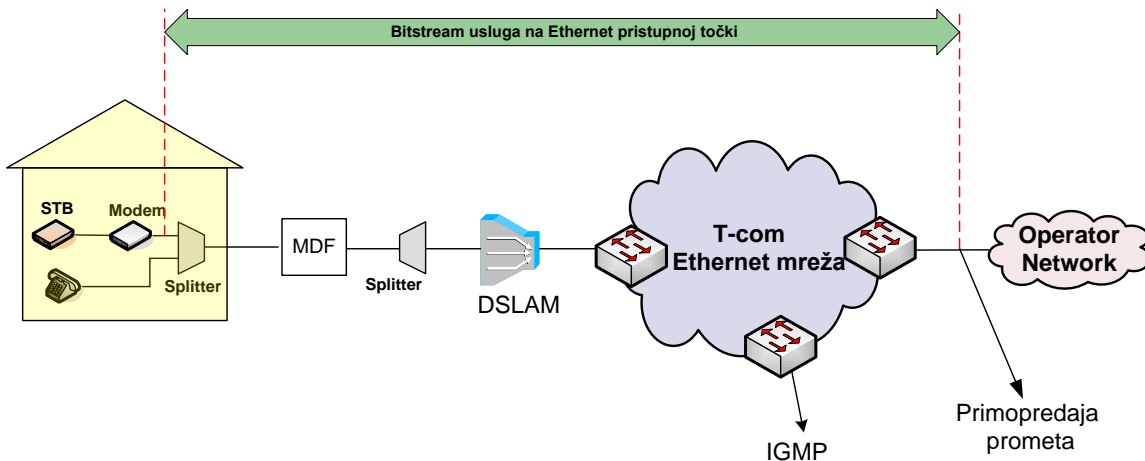 Bitstream usluga na Ethernet pristupnoj točki
STB
Modem
Splitter
MDF
Splitter
DSLAM
T-com
Ethernet mreža
Operator
Network
IGMP
Primopredaja
prometa